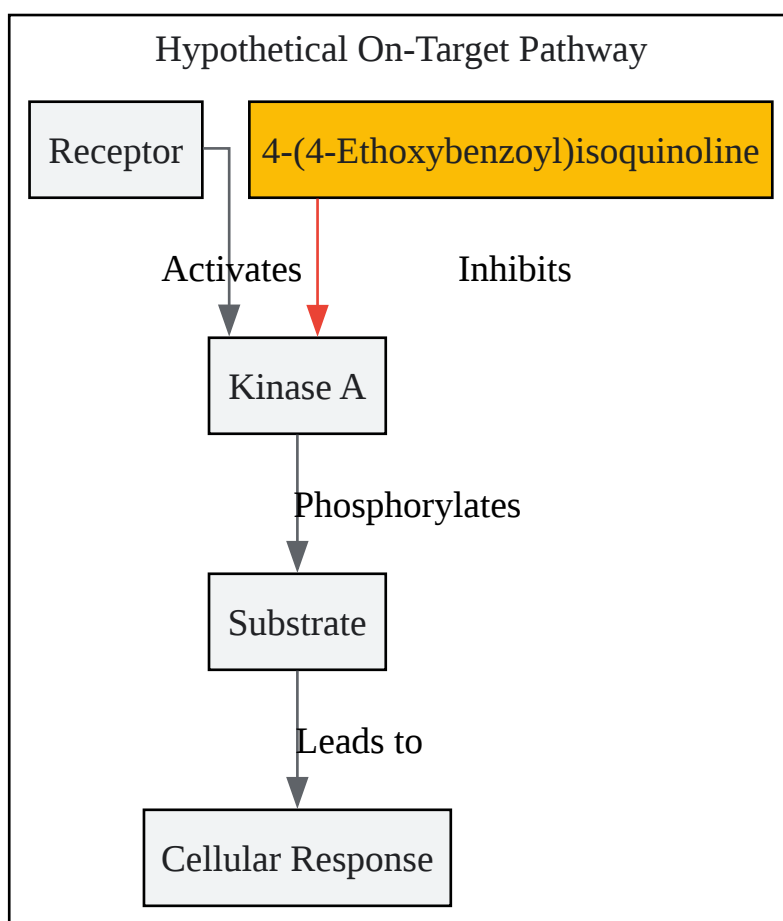 Hypothetical On-Target Pathway
Receptor
4-(4-Ethoxybenzoyl)isoquinoline
Activates
Inhibits
Kinase A
Phosphorylates
Substrate
Leads to
Cellular Response